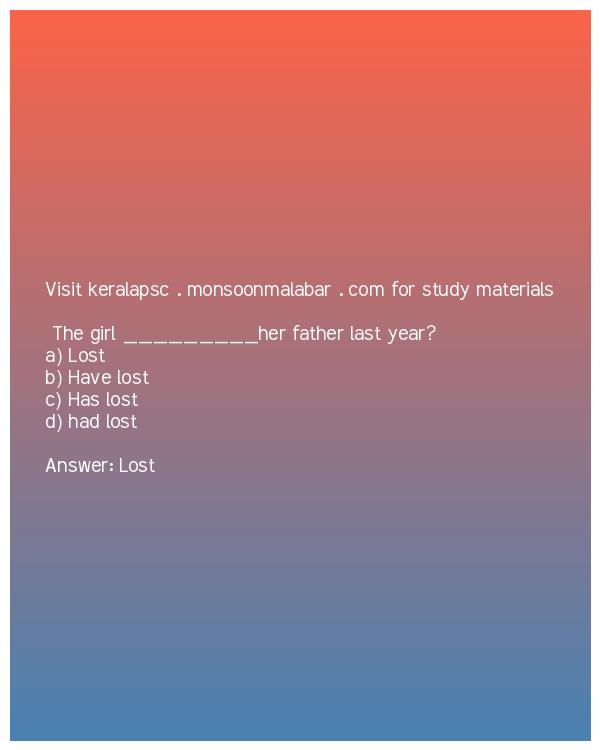 Visit keralapsc . monsoonmalabar . com for study materials
The girl _________her father last year?
a) Lost
b) Have lost
c) Has lost
d) had lost
Answer: Lost